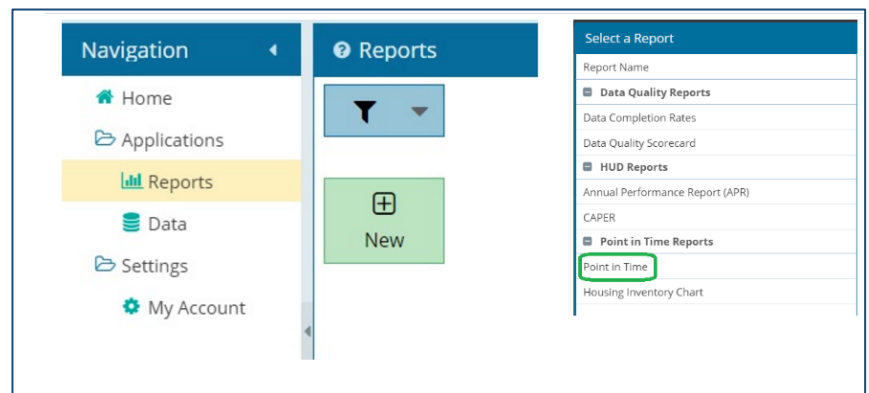 Navigation
Home
Applications
Reports
Data
Settings
My Account
Reports
New
Select a Report
Report Name
Data Quality Reports
Data Completion Rates
Data Quality Scorecard
HUD Reports
Annual Performance Report (APR)
CAPER
Point in Time Reports
Point in Time
Housing Inventory Chart